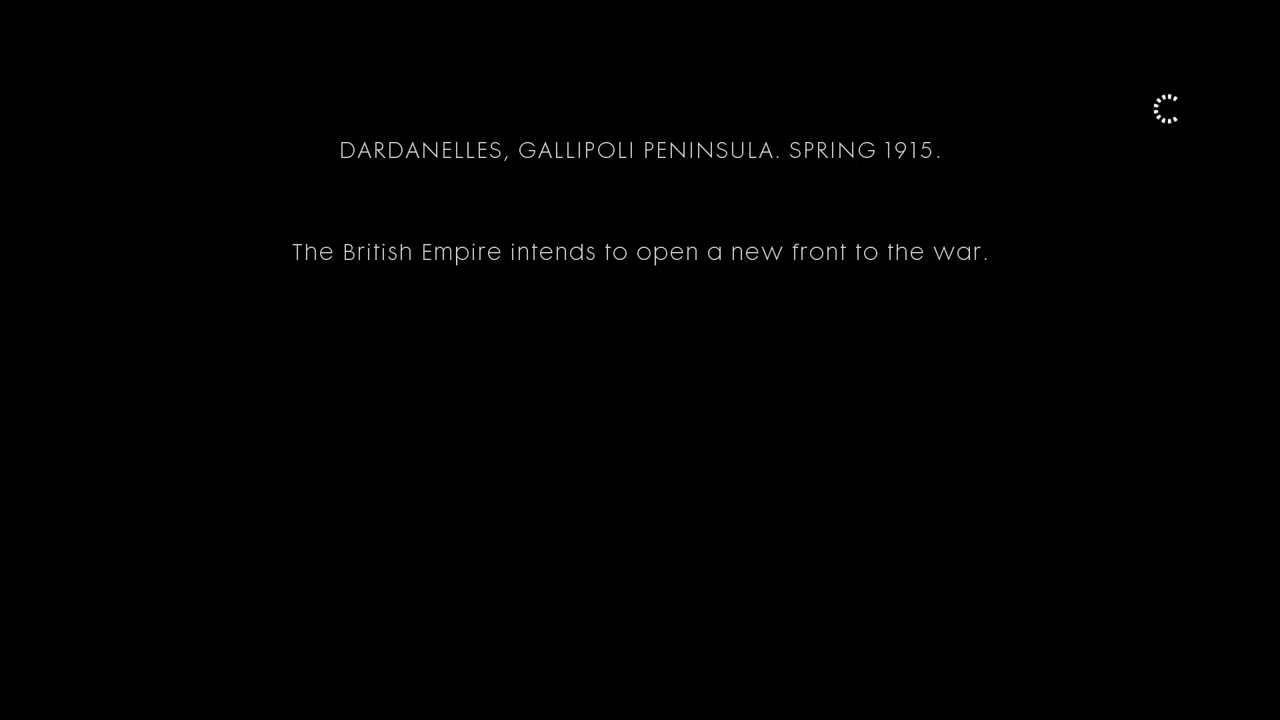 DARDANELLES, GALLIPOLI PENINSULA. SPRING 1915.
The British Empire intends to open a new front to the war.